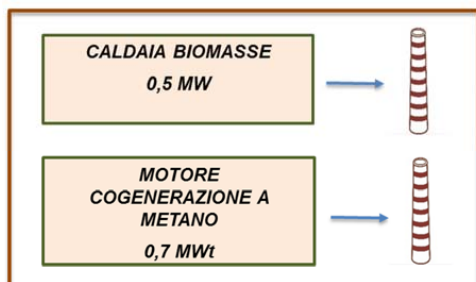 CALDAIA BIOMASSE
0,5 MW
MOTORE
COGENERAZIONE A
METANO
0,7 MWt